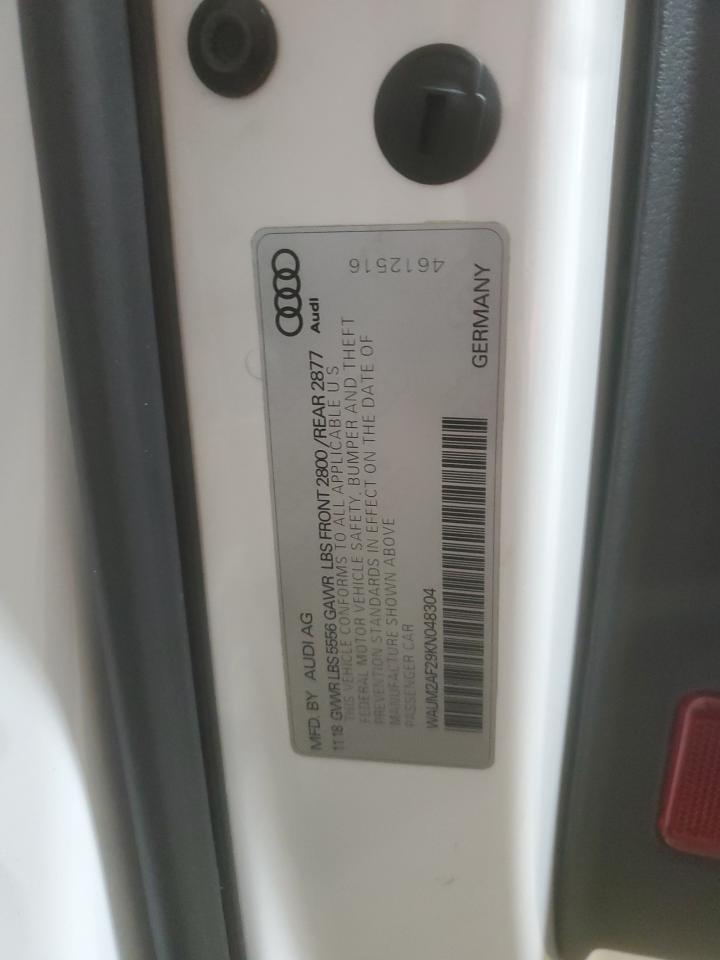 Audi
4612516
MFD. BY AUDI AG
11 18 GVWR LBS 5556 GAWR LBS FRONT 2800 / REAR 2877
THIS VEHICLE CONFORMS TO ALL APPLICABLE U S
FEDERAL MOTOR VEHICLE SAFETY, BUMPER AND THEFT
PREVENTION STANDARDS IN EFFECT ON THE DATE OF
MANUFACTURE SHOWN ABOVE
PASSENGER CAR
WAUM2AF29KN048304
GERMANY